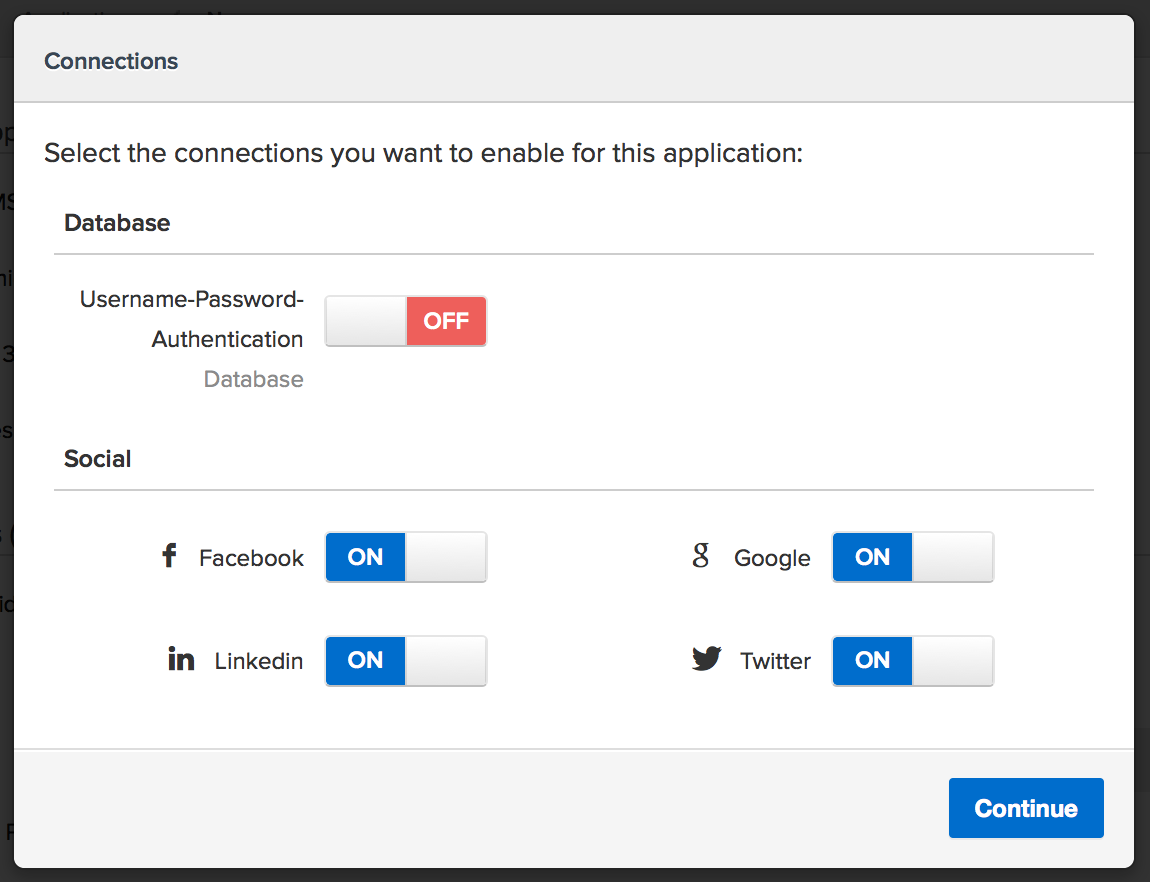 Connections
Select the connections you want to enable for this application:
Database
Username-Password-
Authentication
Database
OFF
Social
Facebook ON
Google ON
Linkedin ON
Twitter ON
Continue